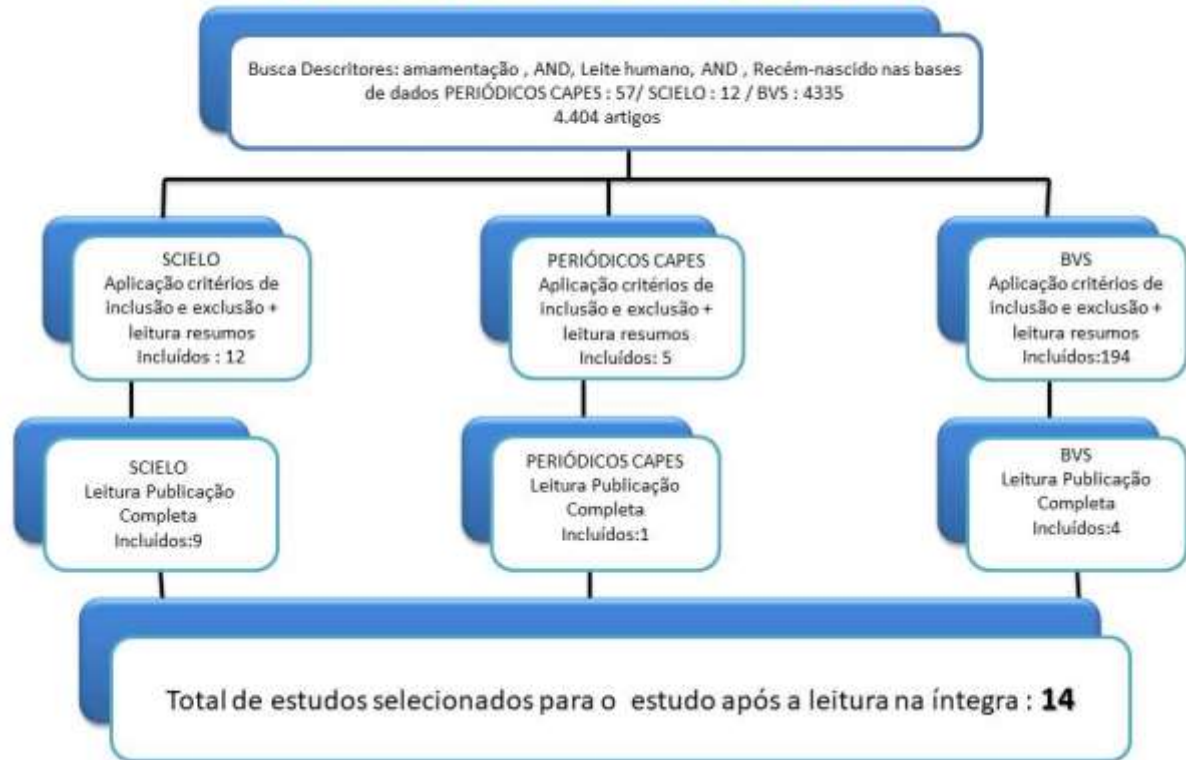 Busca Descritores: amamentação , AND, Leite humano, AND , Recém-nascido nas bases
de dados PERIÓDICOS CAPES : 57/ SCIELO : 12 / BVS : 4335
4.404 artigos
SCIELO
Aplicação critérios de
inclusão e exclusão +
leitura resumos
Incluídos : 12
PERIÓDICOS CAPES
Aplicação critérios de
inclusão e exclusão +
leitura resumos
Incluídos: 5
BVS
Aplicação critérios de
inclusão e exclusão +
leitura resumos
Incluídos:194
SCIELO
Leitura Publicação
Completa
Incluídos:9
PERIÓDICOS CAPES
Leitura Publicação
Completa
Incluídos:1
BVS
Leitura Publicação
Completa
Incluídos:4
Total de estudos selecionados para o estudo após a leitura na íntegra : 14